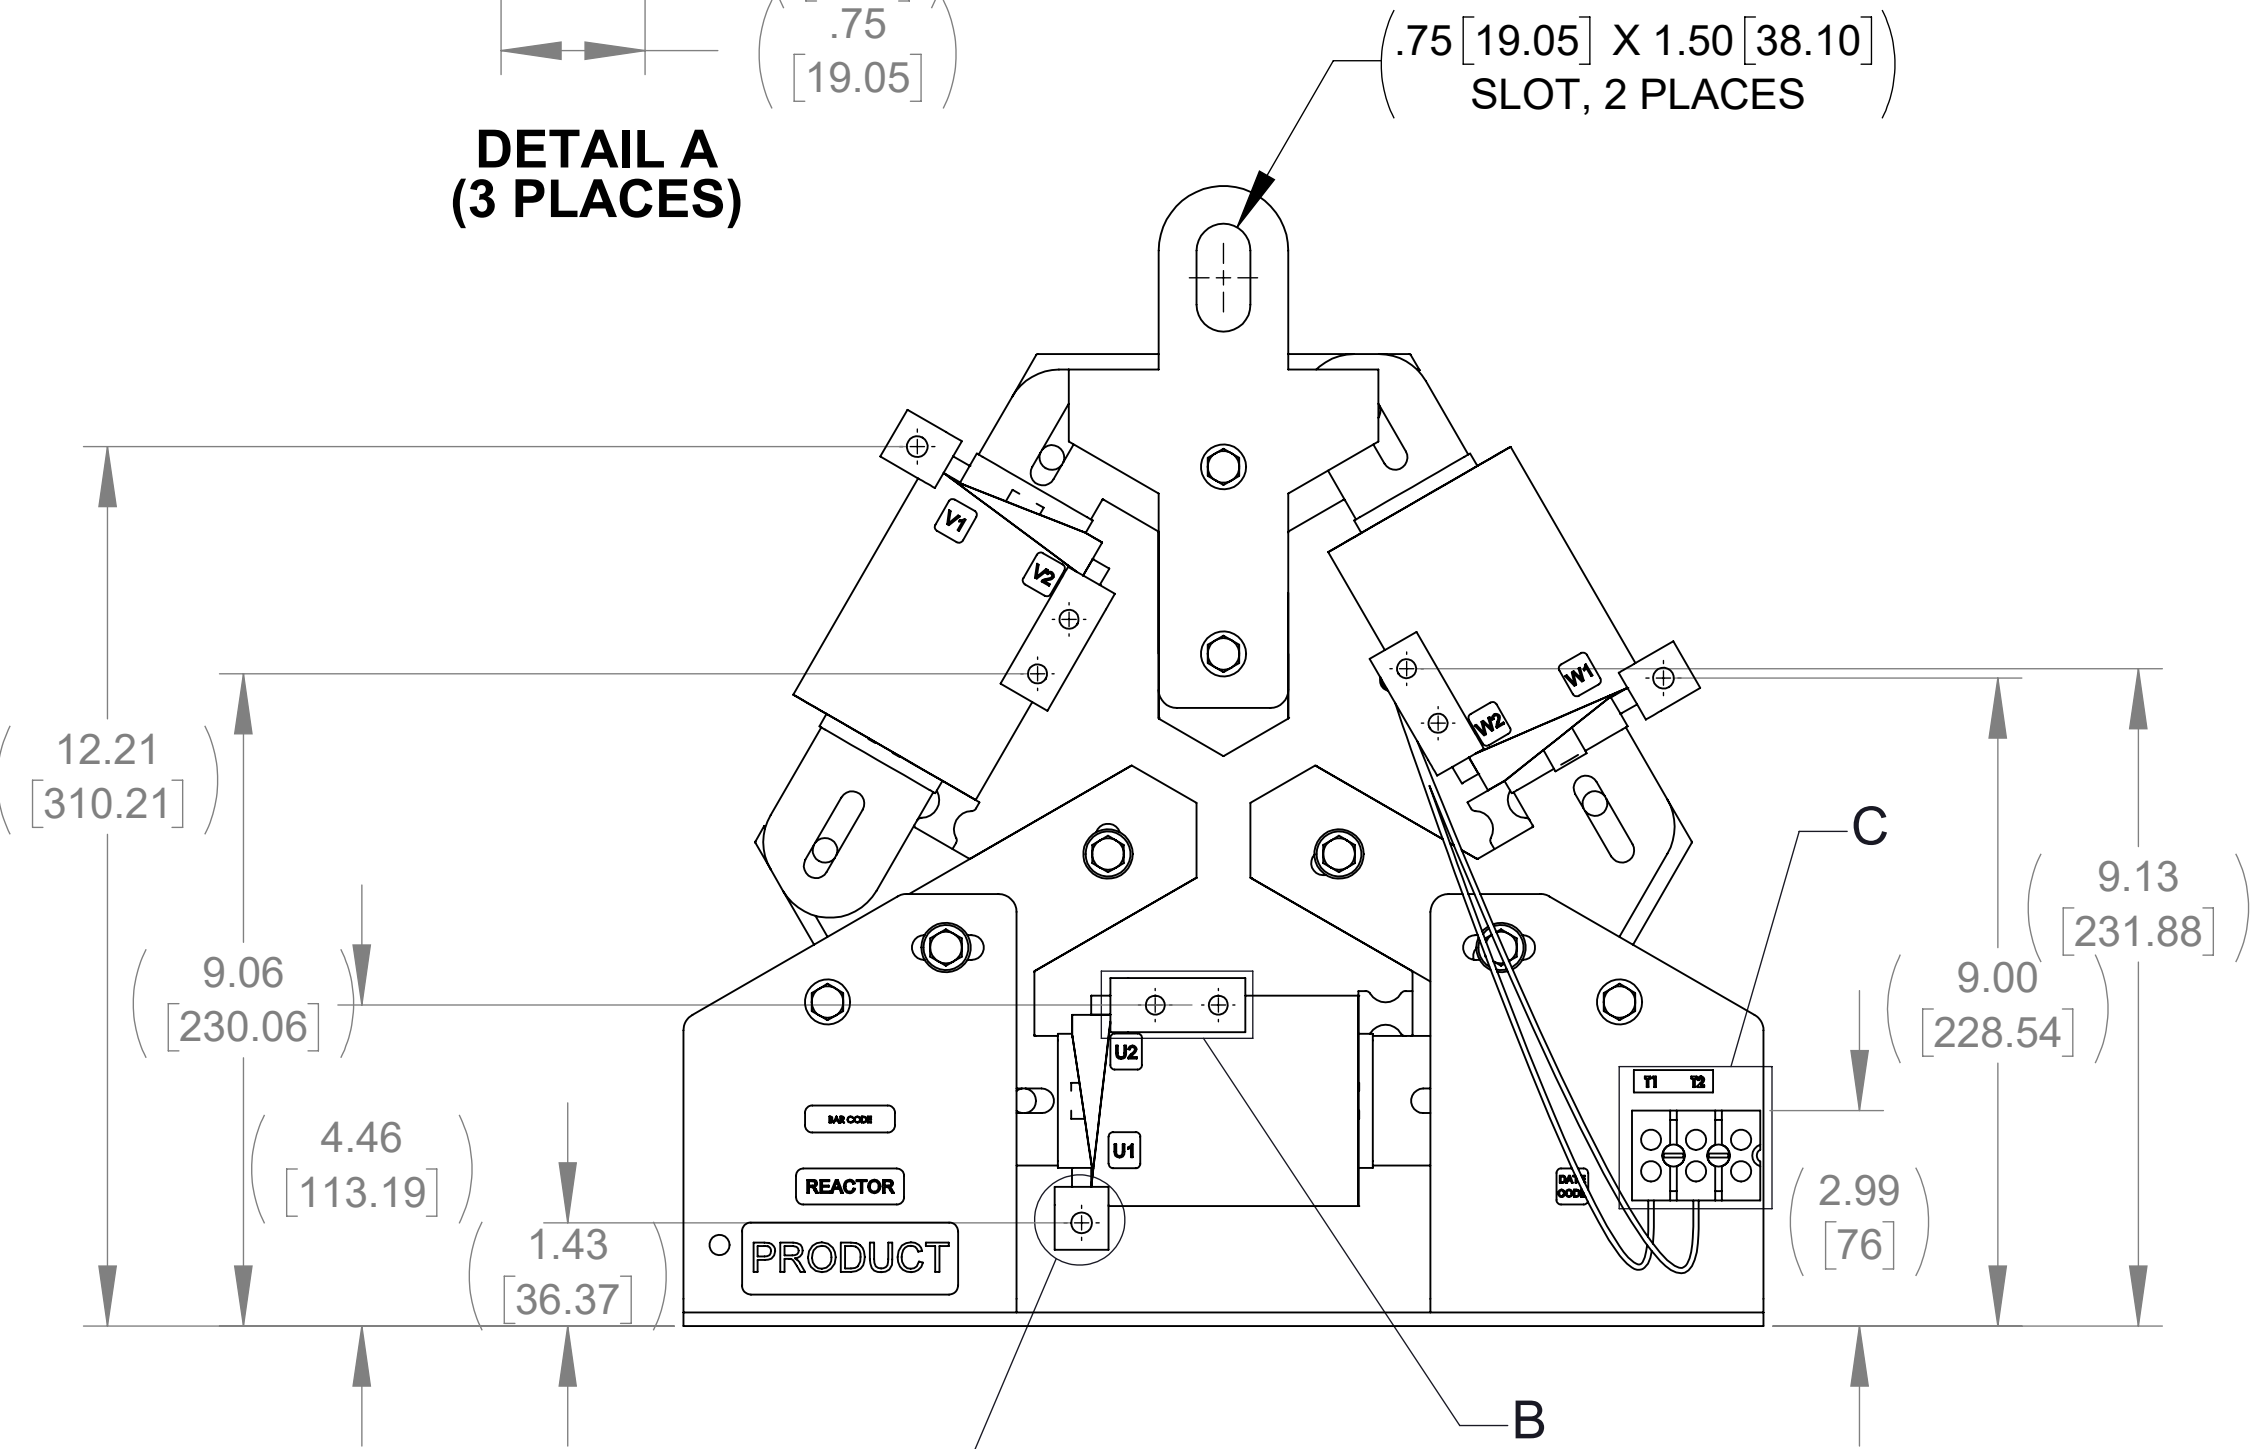 .75
[19.05]
DETAIL A
(3 PLACES)
.75[19.05] X 1.50[38.10]
SLOT, 2 PLACES
V1
V2
W1
W2
12.21
[310.21]
9.06
[230.06]
4.46
[113.19]
1.43
[36.37]
C
9.13
[231.88]
9.00
[228.54]
2.99
[76]
U2
U1
T1 T2
BAR CODE
REACTOR
PRODUCT
DATE
CODE
B